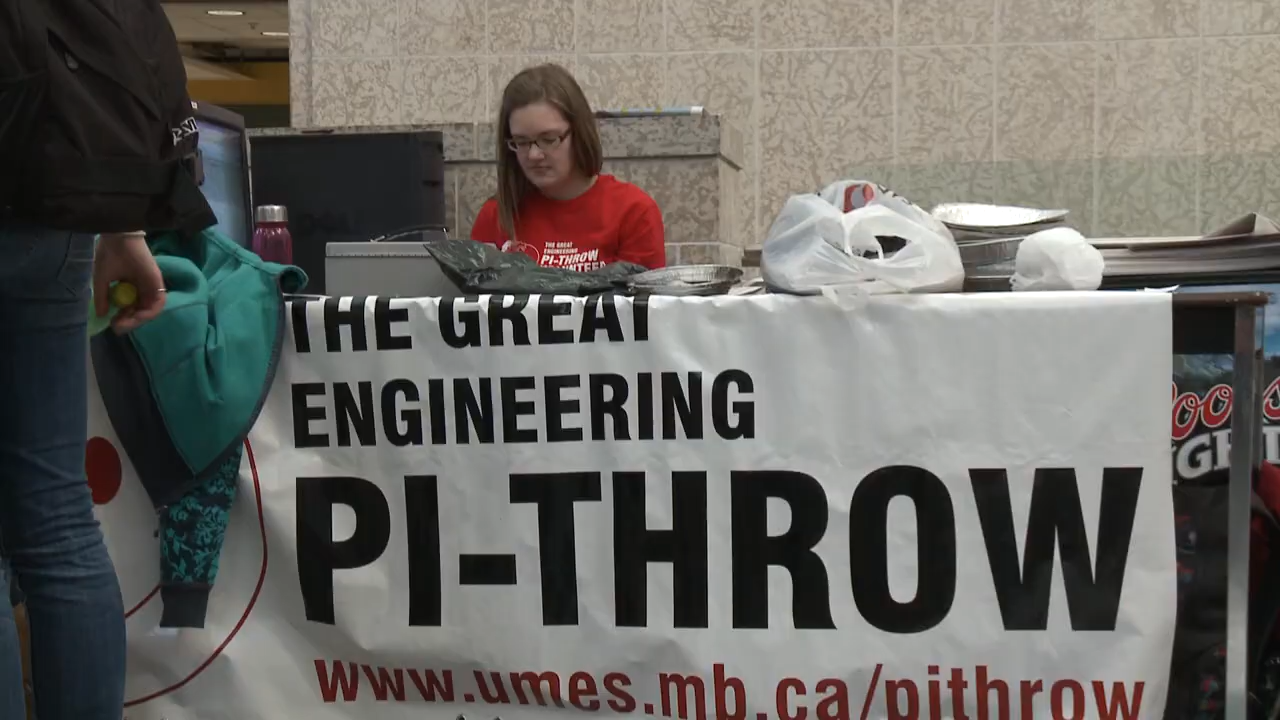 THE GREAT
ENGINEERING
PI-THROW
THE GREAT
ENGINEERING
PI-THROW
www.umes.mb.ca/pithrow